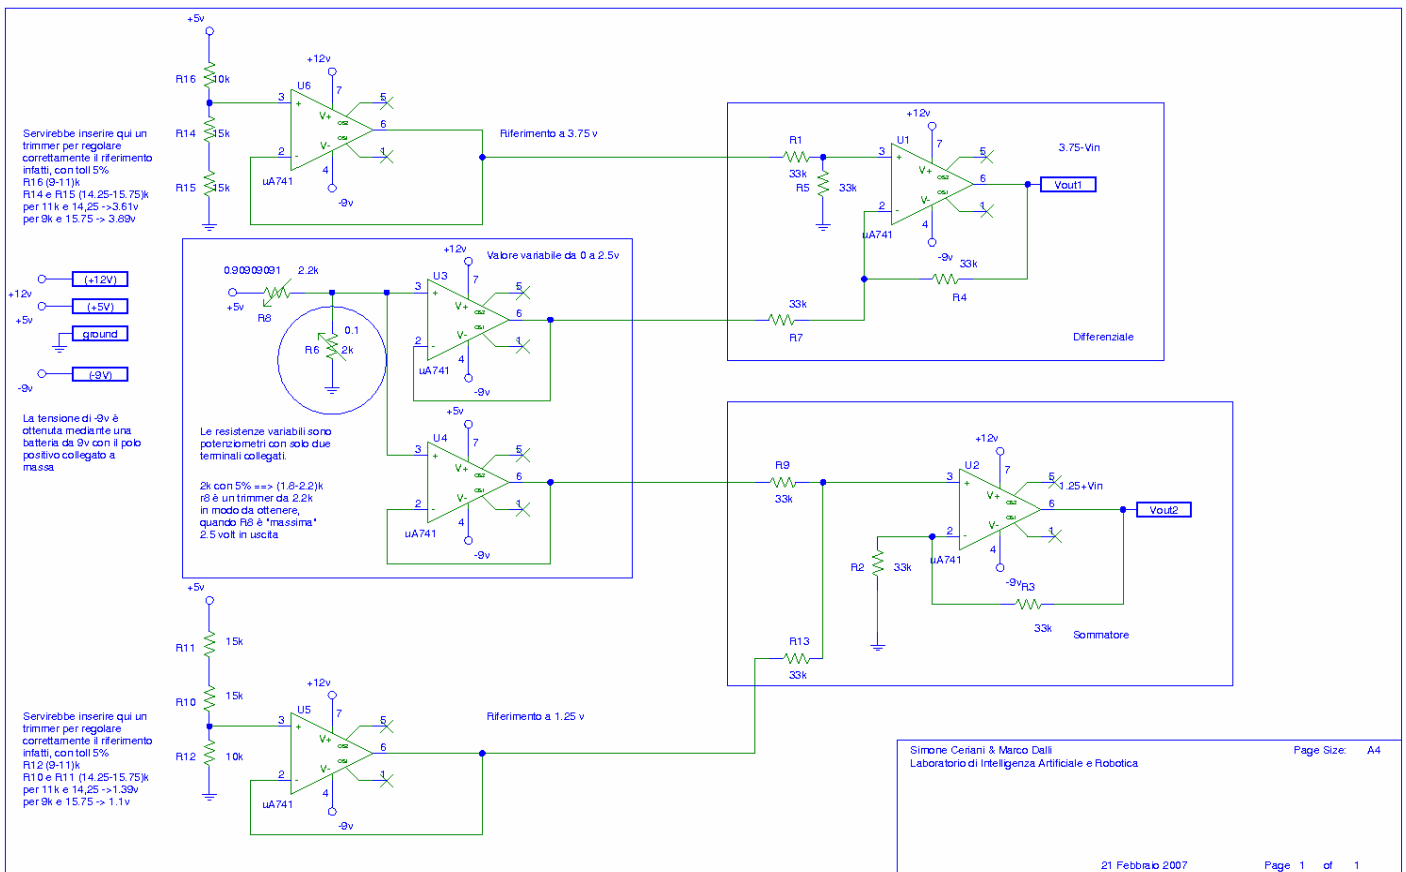 +5v
R16
10k
R14
15k
R15
15k
Servirebbe inserire qui un
trimmer per regolare
correttamente il riferimento
infatti, con toll 5%
R16 (9-11)k
R14 e R15 (14.25-15.75)k
per 11k e 14,25 ->3.61v
per 9k e 15.75 -> 3.89v
+12v
U6
7
3
+
V+
OS2
5
6
OS1
1
V-
2
-
4
uA741
-9v
Riferimento a 3.75 v
R1
33k
R5
33k
+12v
U1
7
3
+
V+
OS2
5
6
OS1
1
V-
2
-
4
uA741
-9v
3.75-Vin
Vout1
33k
R4
33k
R7
Differenziale
+12v
(+12V)
+5v
(+5V)
ground
-9v
(-9V)
La tensione di -9v è
ottenuta mediante una
batteria da 9v con il polo
positivo collegato a
massa
0.90909091
2.2k
+5v
R8
0.1
R6
2k
+12v
Valore variabile da 0 a 2.5v
U3
7
3
+
V+
OS2
5
6
OS1
1
V-
2
-
4
uA741
-9v
Le resistenze variabili sono
potenziometri con solo due
terminali collegati.
2k con 5% ==> (1.8-2.2)k
r8 è un trimmer da 2.2k
in modo da ottenere,
quando R8 è "massima"
2.5 volt in uscita
+5v
U4
7
3
+
V+
OS2
5
6
OS1
1
V-
2
-
4
uA741
-9v
R9
33k
R13
33k
+12v
U2
7
3
+
V+
OS2
5
1.25+Vin
6
OS1
1
V-
2
-
4
uA741
-9v
Vout2
R2
33k
R3
33k
Sommatore
+5v
R11
15k
R10
15k
R12
10k
Servirebbe inserire qui un
trimmer per regolare
correttamente il riferimento
infatti, con toll 5%
R12 (9-11)k
R10 e R11 (14.25-15.75)k
per 11k e 14,25 ->1.39v
per 9k e 15.75 -> 1.1v
+12v
U5
7
3
+
V+
OS2
5
6
OS1
1
V-
2
-
4
uA741
-9v
Riferimento a 1.25 v
Simone Ceriani & Marco Dalli
Laboratorio di Intelligenza Artificiale e Robotica
Page Size: A4
21 Febbraio 2007
Page 1 of 1